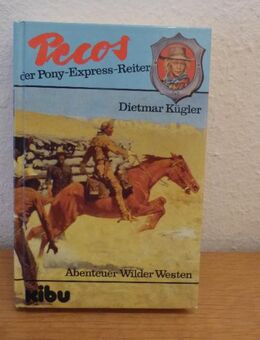 Pecos
der Pony-Express-Reiter
Dietmar Kügler
Abenteuer Wilder Westen
kibu